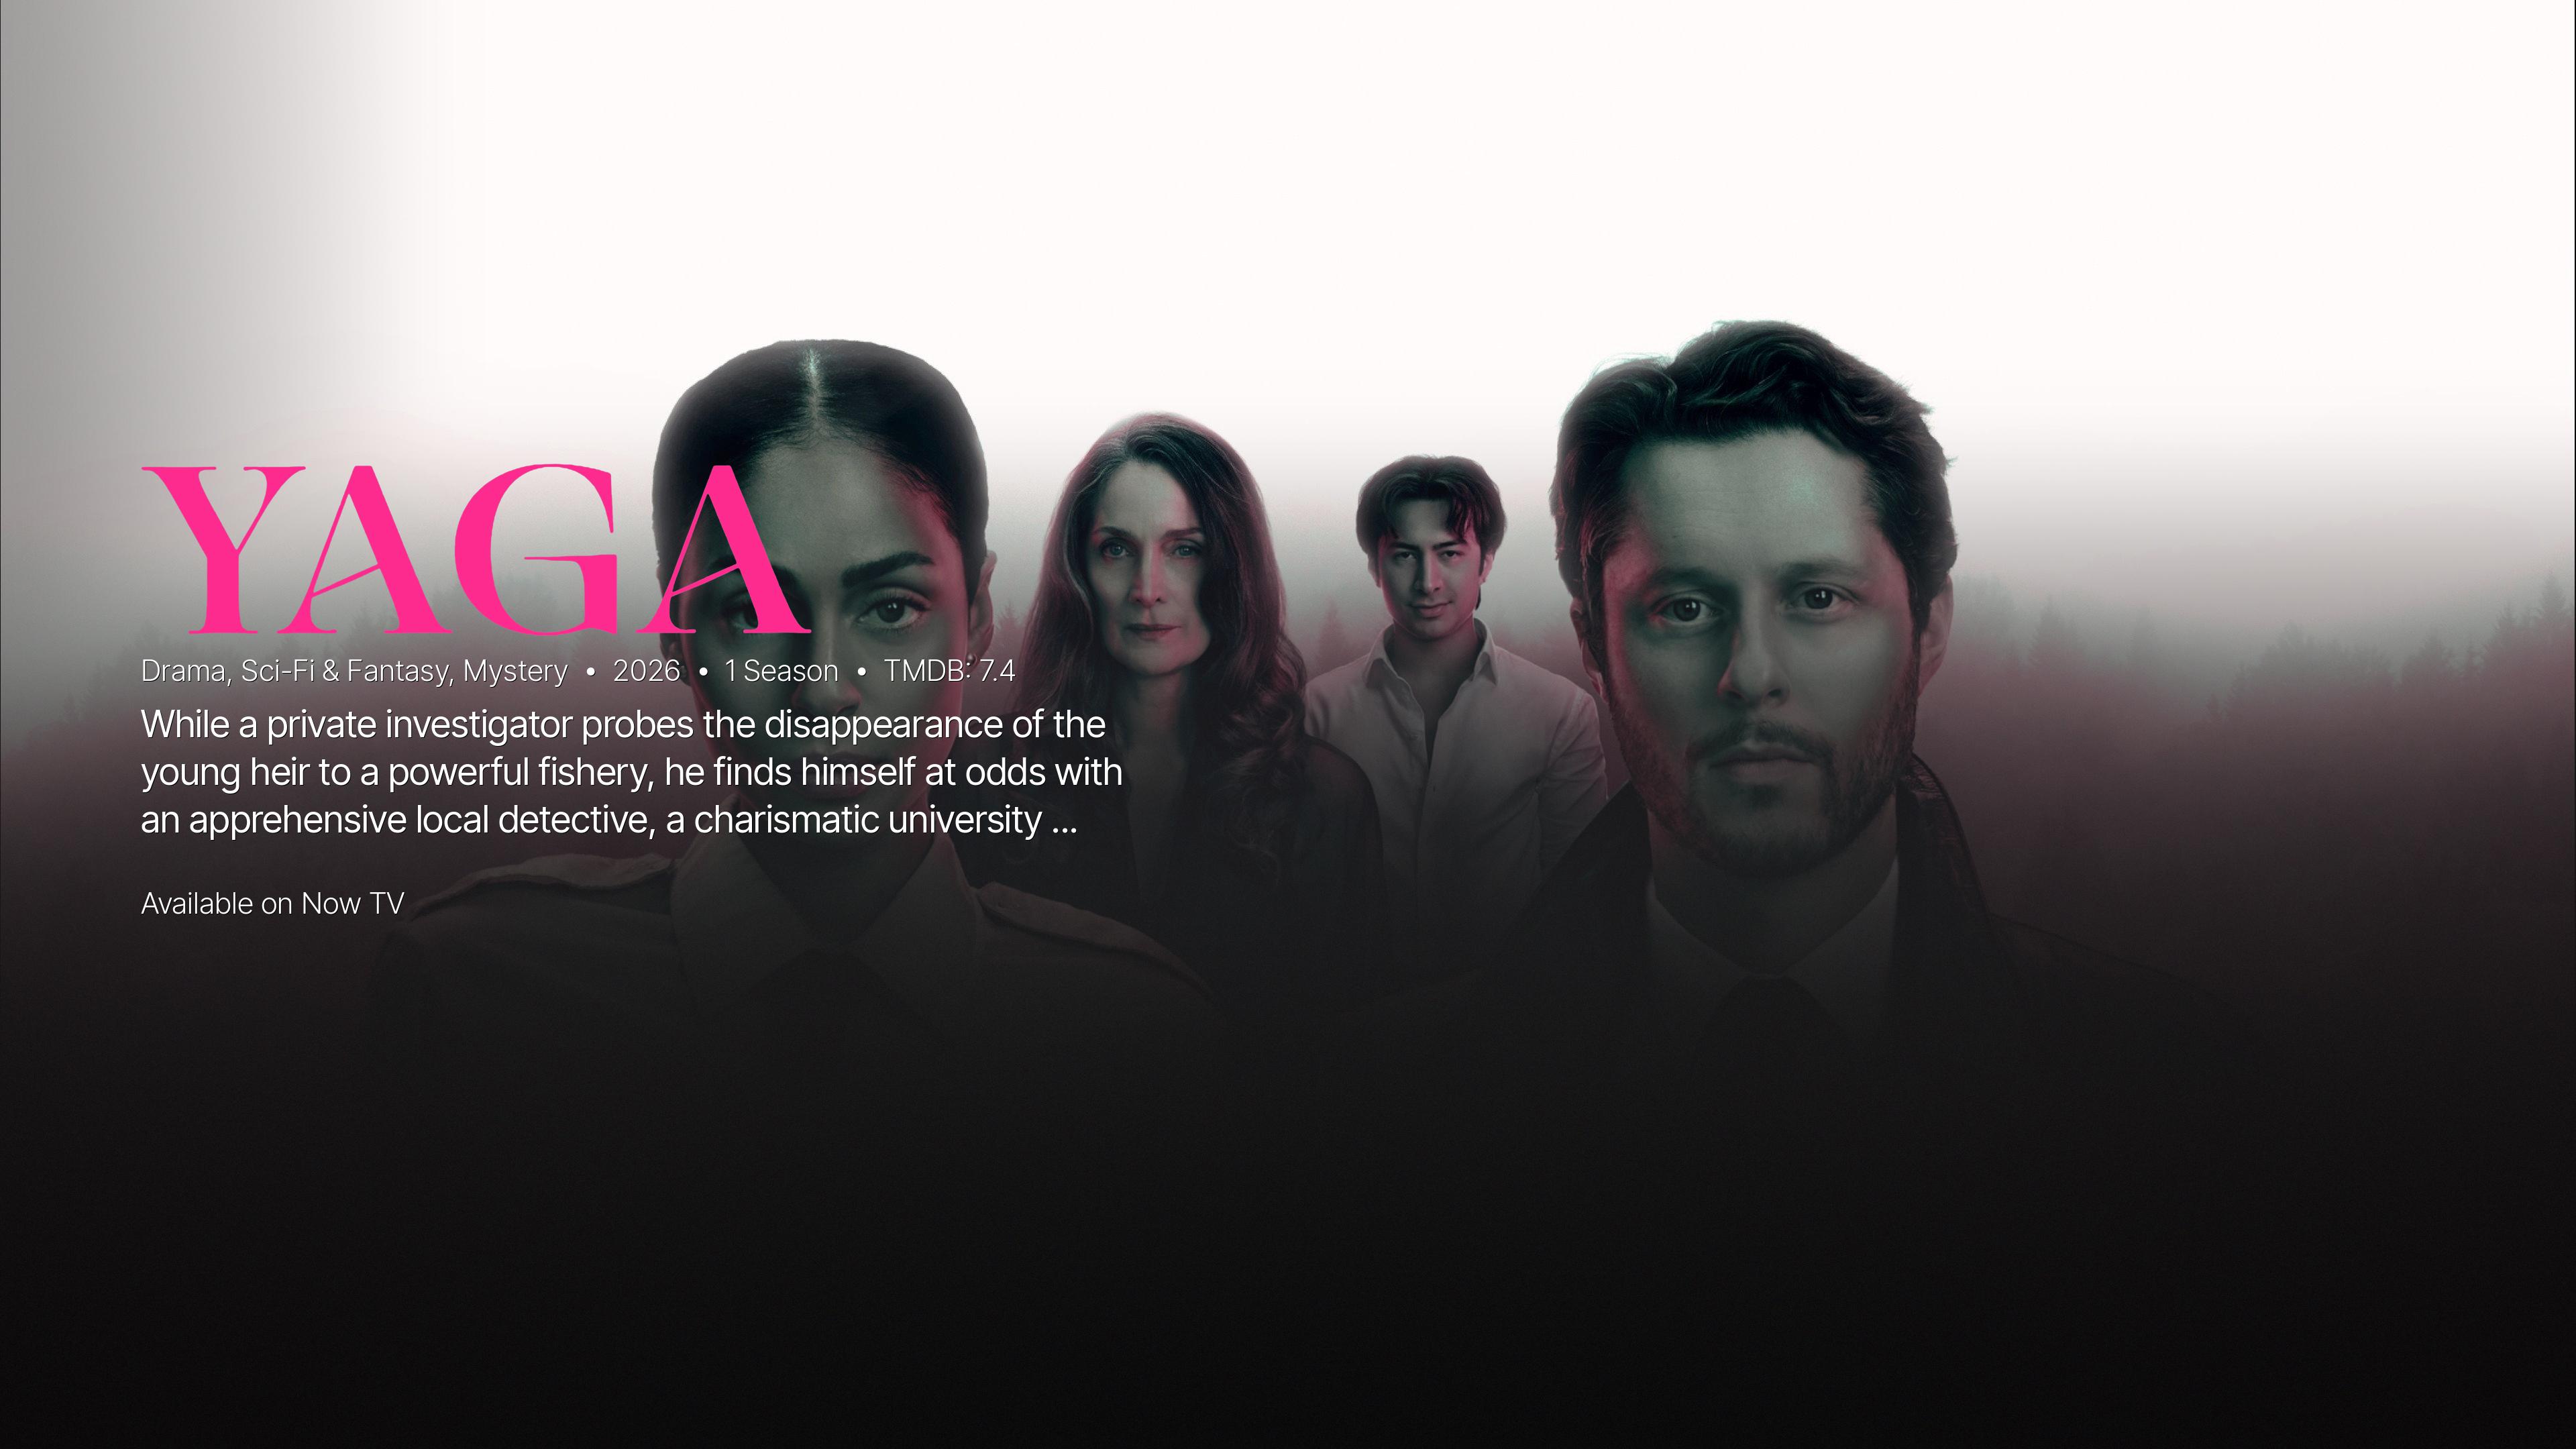 YAGA
Drama, Sci-Fi & Fantasy, Mystery • 2026 • 1 Season • TMDB: 7.4
While a private investigator probes the disappearance of the
young heir to a powerful fishery, he finds himself at odds with
an apprehensive local detective, a charismatic university ...
Available on Now TV